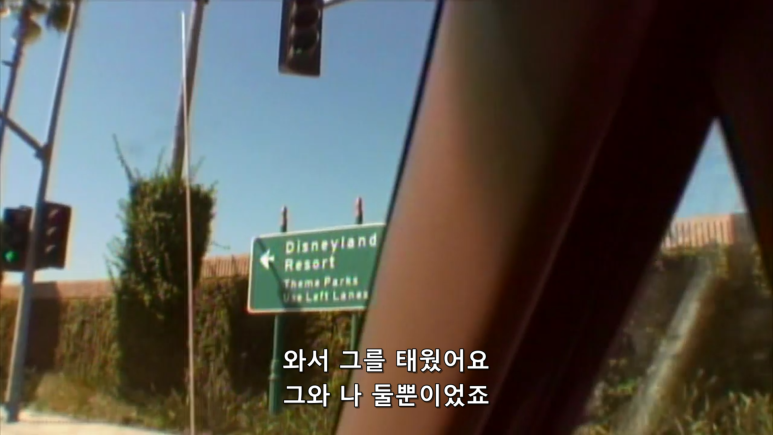 Disneyland
Resort
Theme Parks
Use Left Lanes
와서 그를 태웠어요
그와 나 둘뿐이었죠